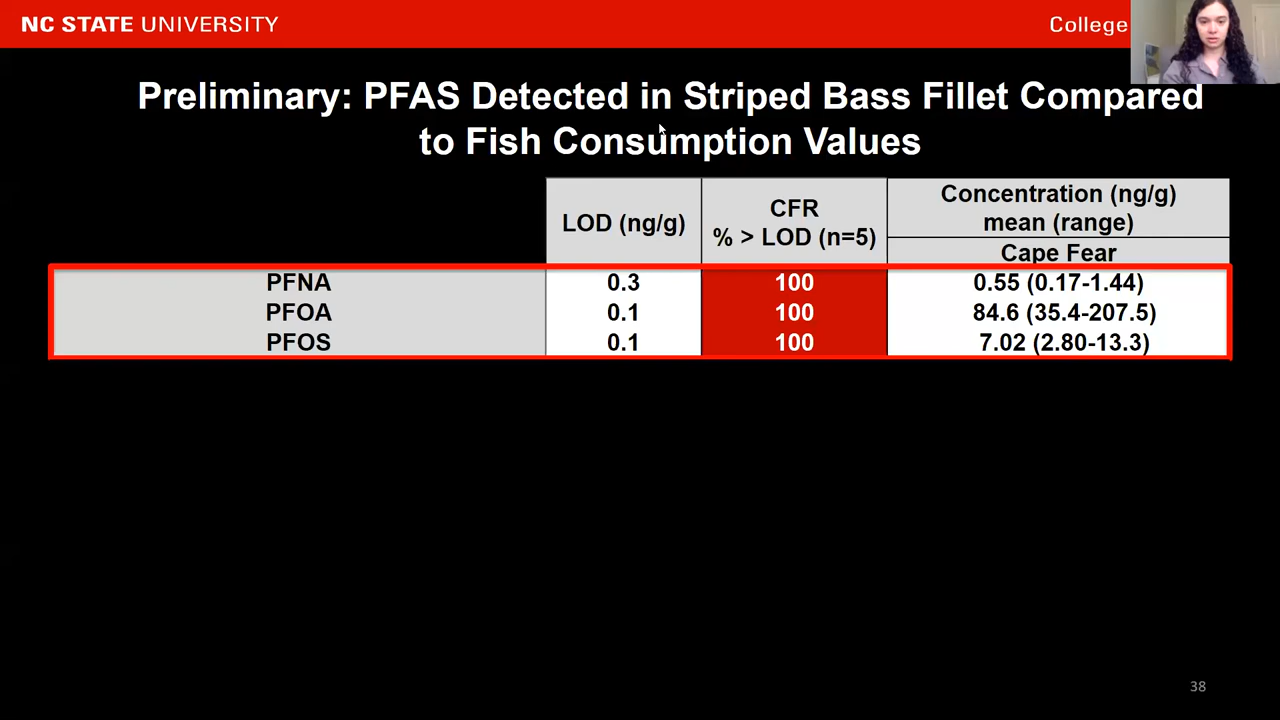 NC STATE UNIVERSITY
College
Preliminary: PFAS Detected in Striped Bass Fillet Compared
to Fish Consumption Values
LOD (ng/g)
CFR
% > LOD (n=5)
Concentration (ng/g)
mean (range)
Cape Fear
PFNA 0.3 100 0.55 (0.17-1.44)
PFOA 0.1 100 84.6 (35.4-207.5)
PFOS 0.1 100 7.02 (2.80-13.3)
38